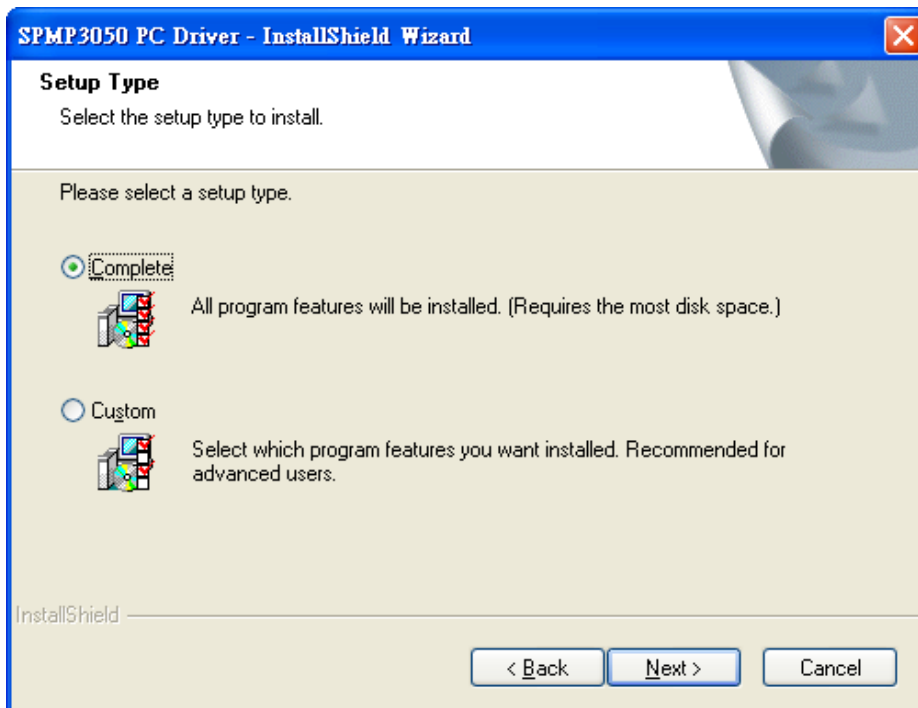 SPMP3050 PC Driver - InstallShield Wizard
Setup Type
Select the setup type to install.
Please select a setup type.
Complete
All program features will be installed. (Requires the most disk space.)
Custom
Select which program features you want installed. Recommended for
advanced users.
InstallShield
< Back
Next >
Cancel